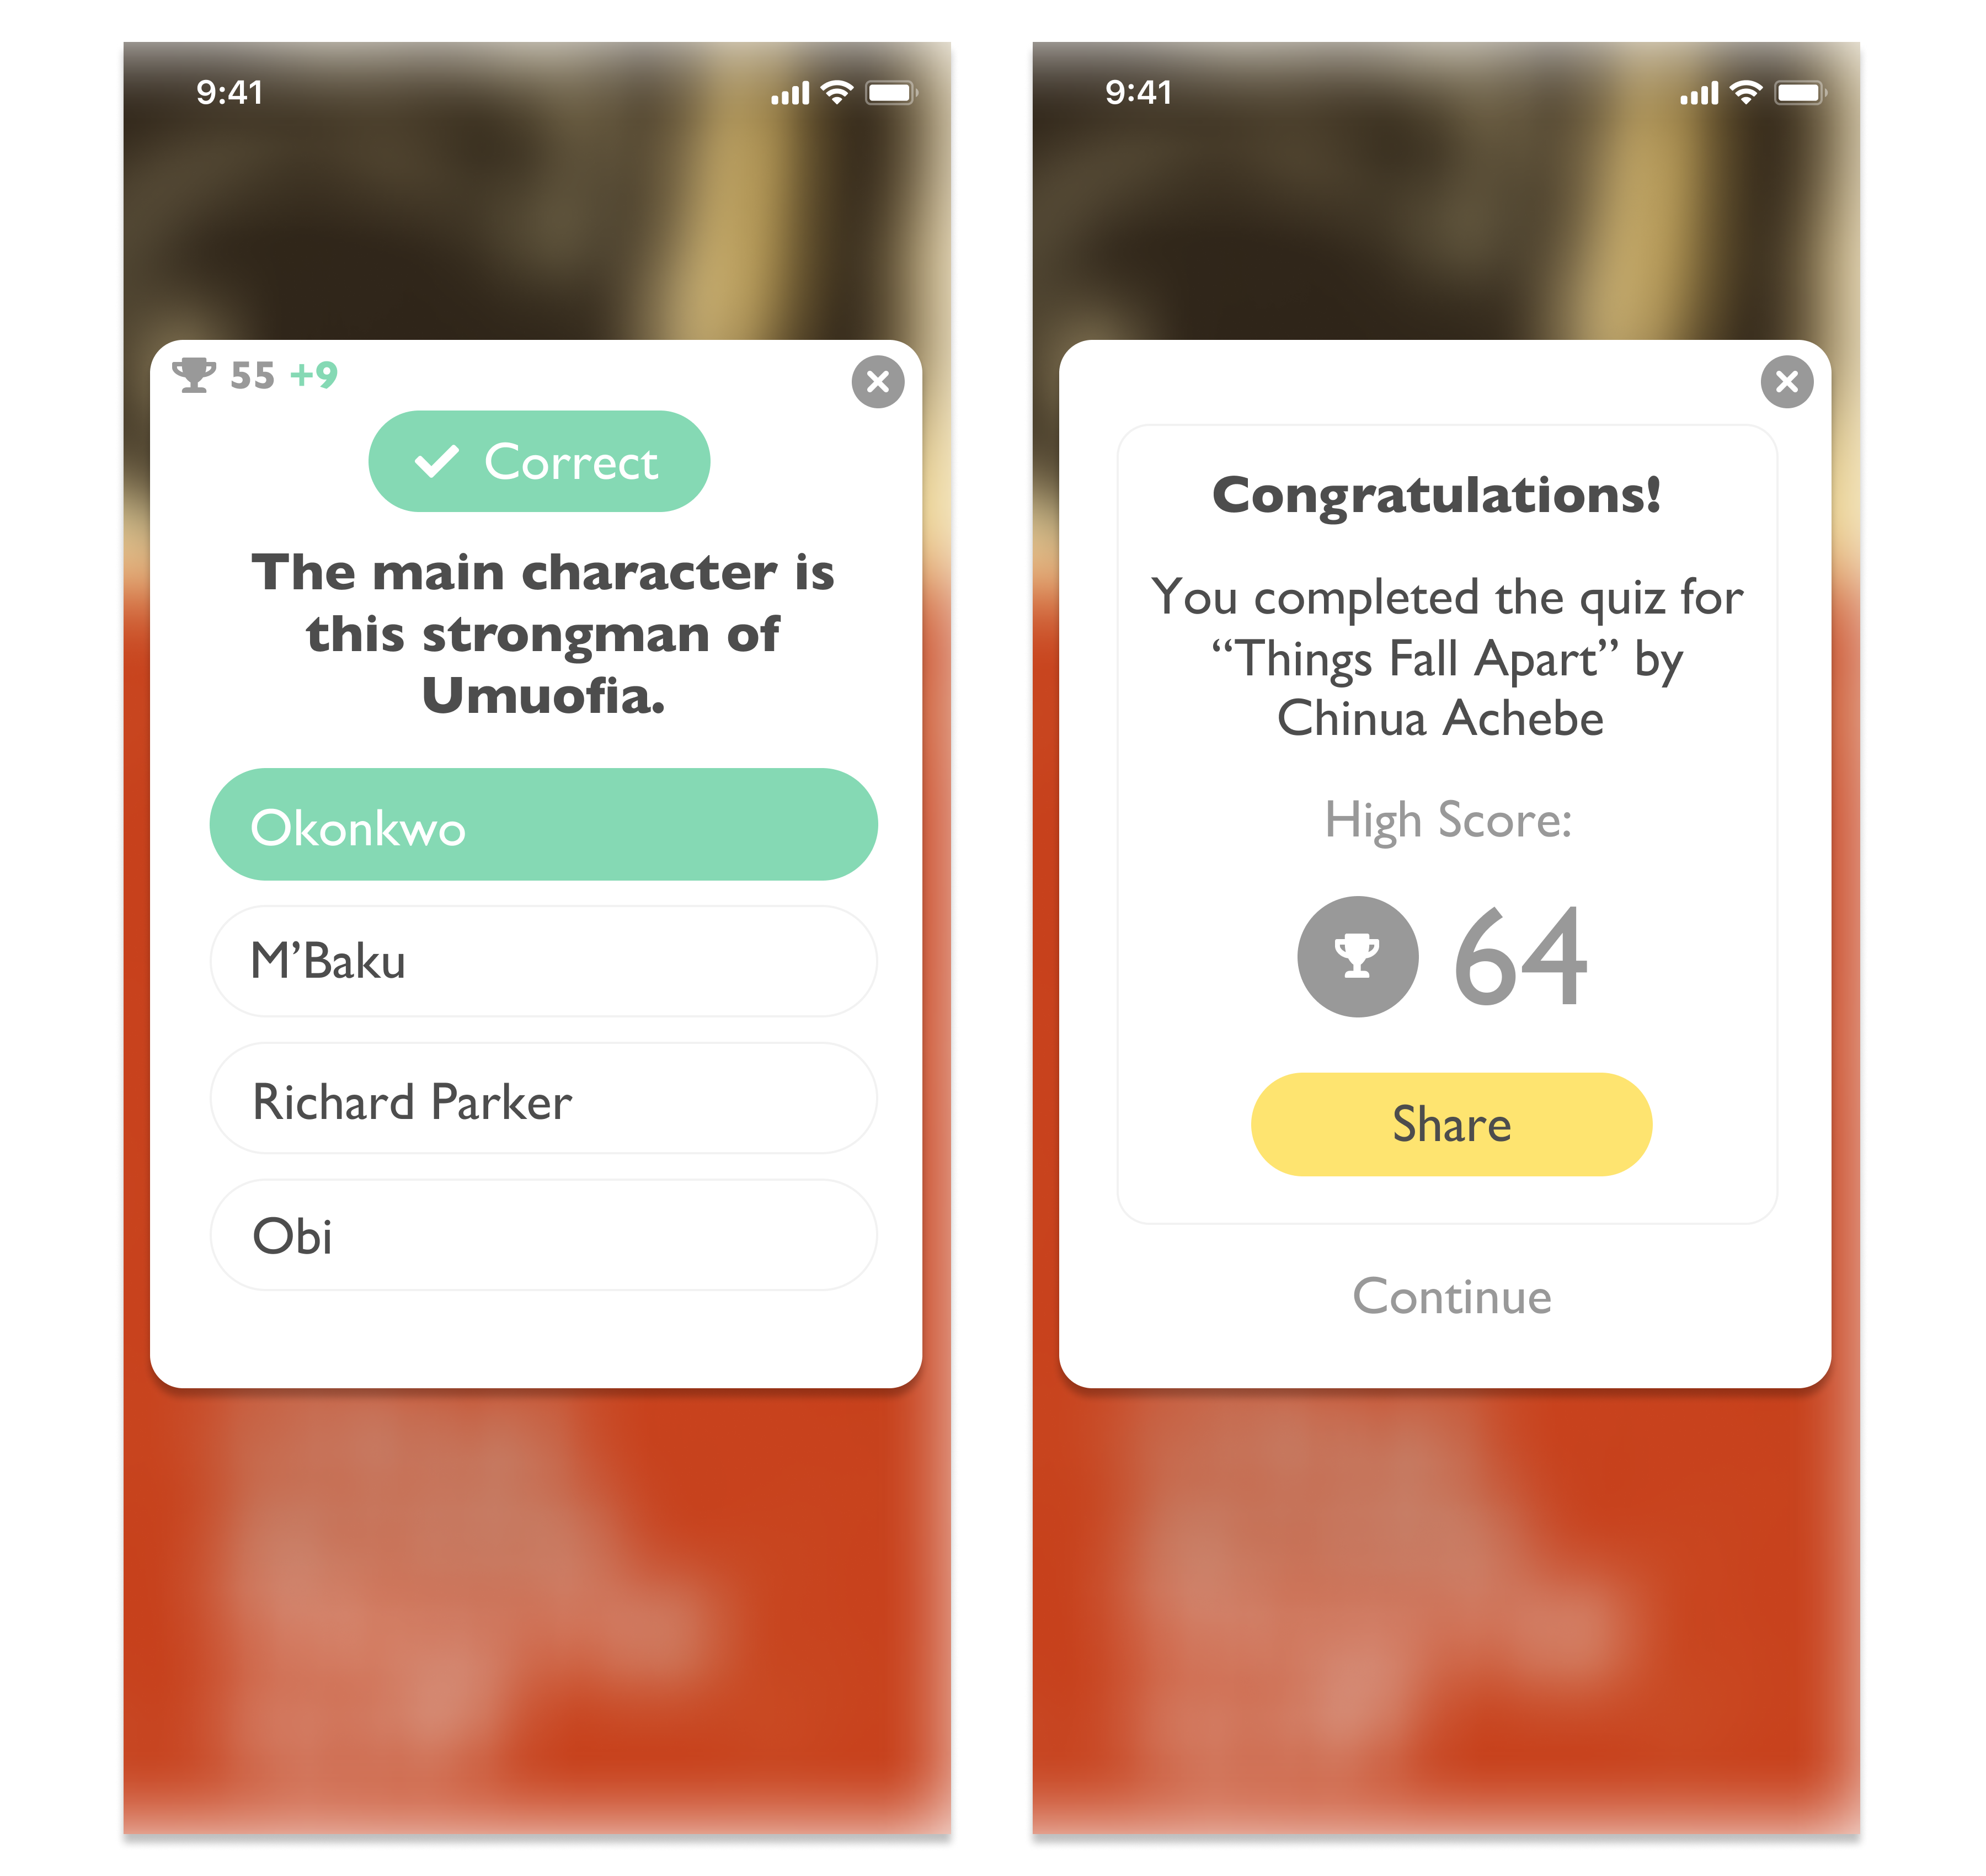 9:41
55 +9
Correct
The main character is
this strongman of
Umuofia.
Okonkwo
M’Baku
Richard Parker
Obi
9:41
Congratulations!
You completed the quiz for
“Things Fall Apart” by
Chinua Achebe
High Score:
64
Share
Continue